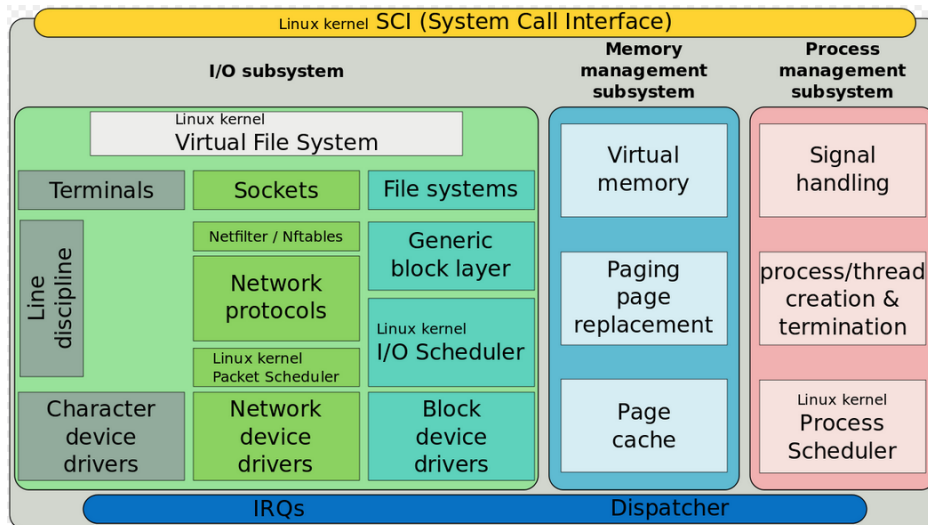 Linux kernel SCI (System Call Interface)
I/O subsystem
Memory
management
subsystem
Process
management
subsystem
Linux kernel
Virtual File System
Terminals
Sockets
File systems
Line
discipline
Netfilter / Nftables
Network
protocols
Linux kernel
Packet Scheduler
Generic
block layer
Linux kernel
I/O Scheduler
Character
device
drivers
Network
device
drivers
Block
device
drivers
Virtual
memory
Paging
page
replacement
Page
cache
Signal
handling
process/thread
creation &
termination
Linux kernel
Process
Scheduler
IRQs
Dispatcher